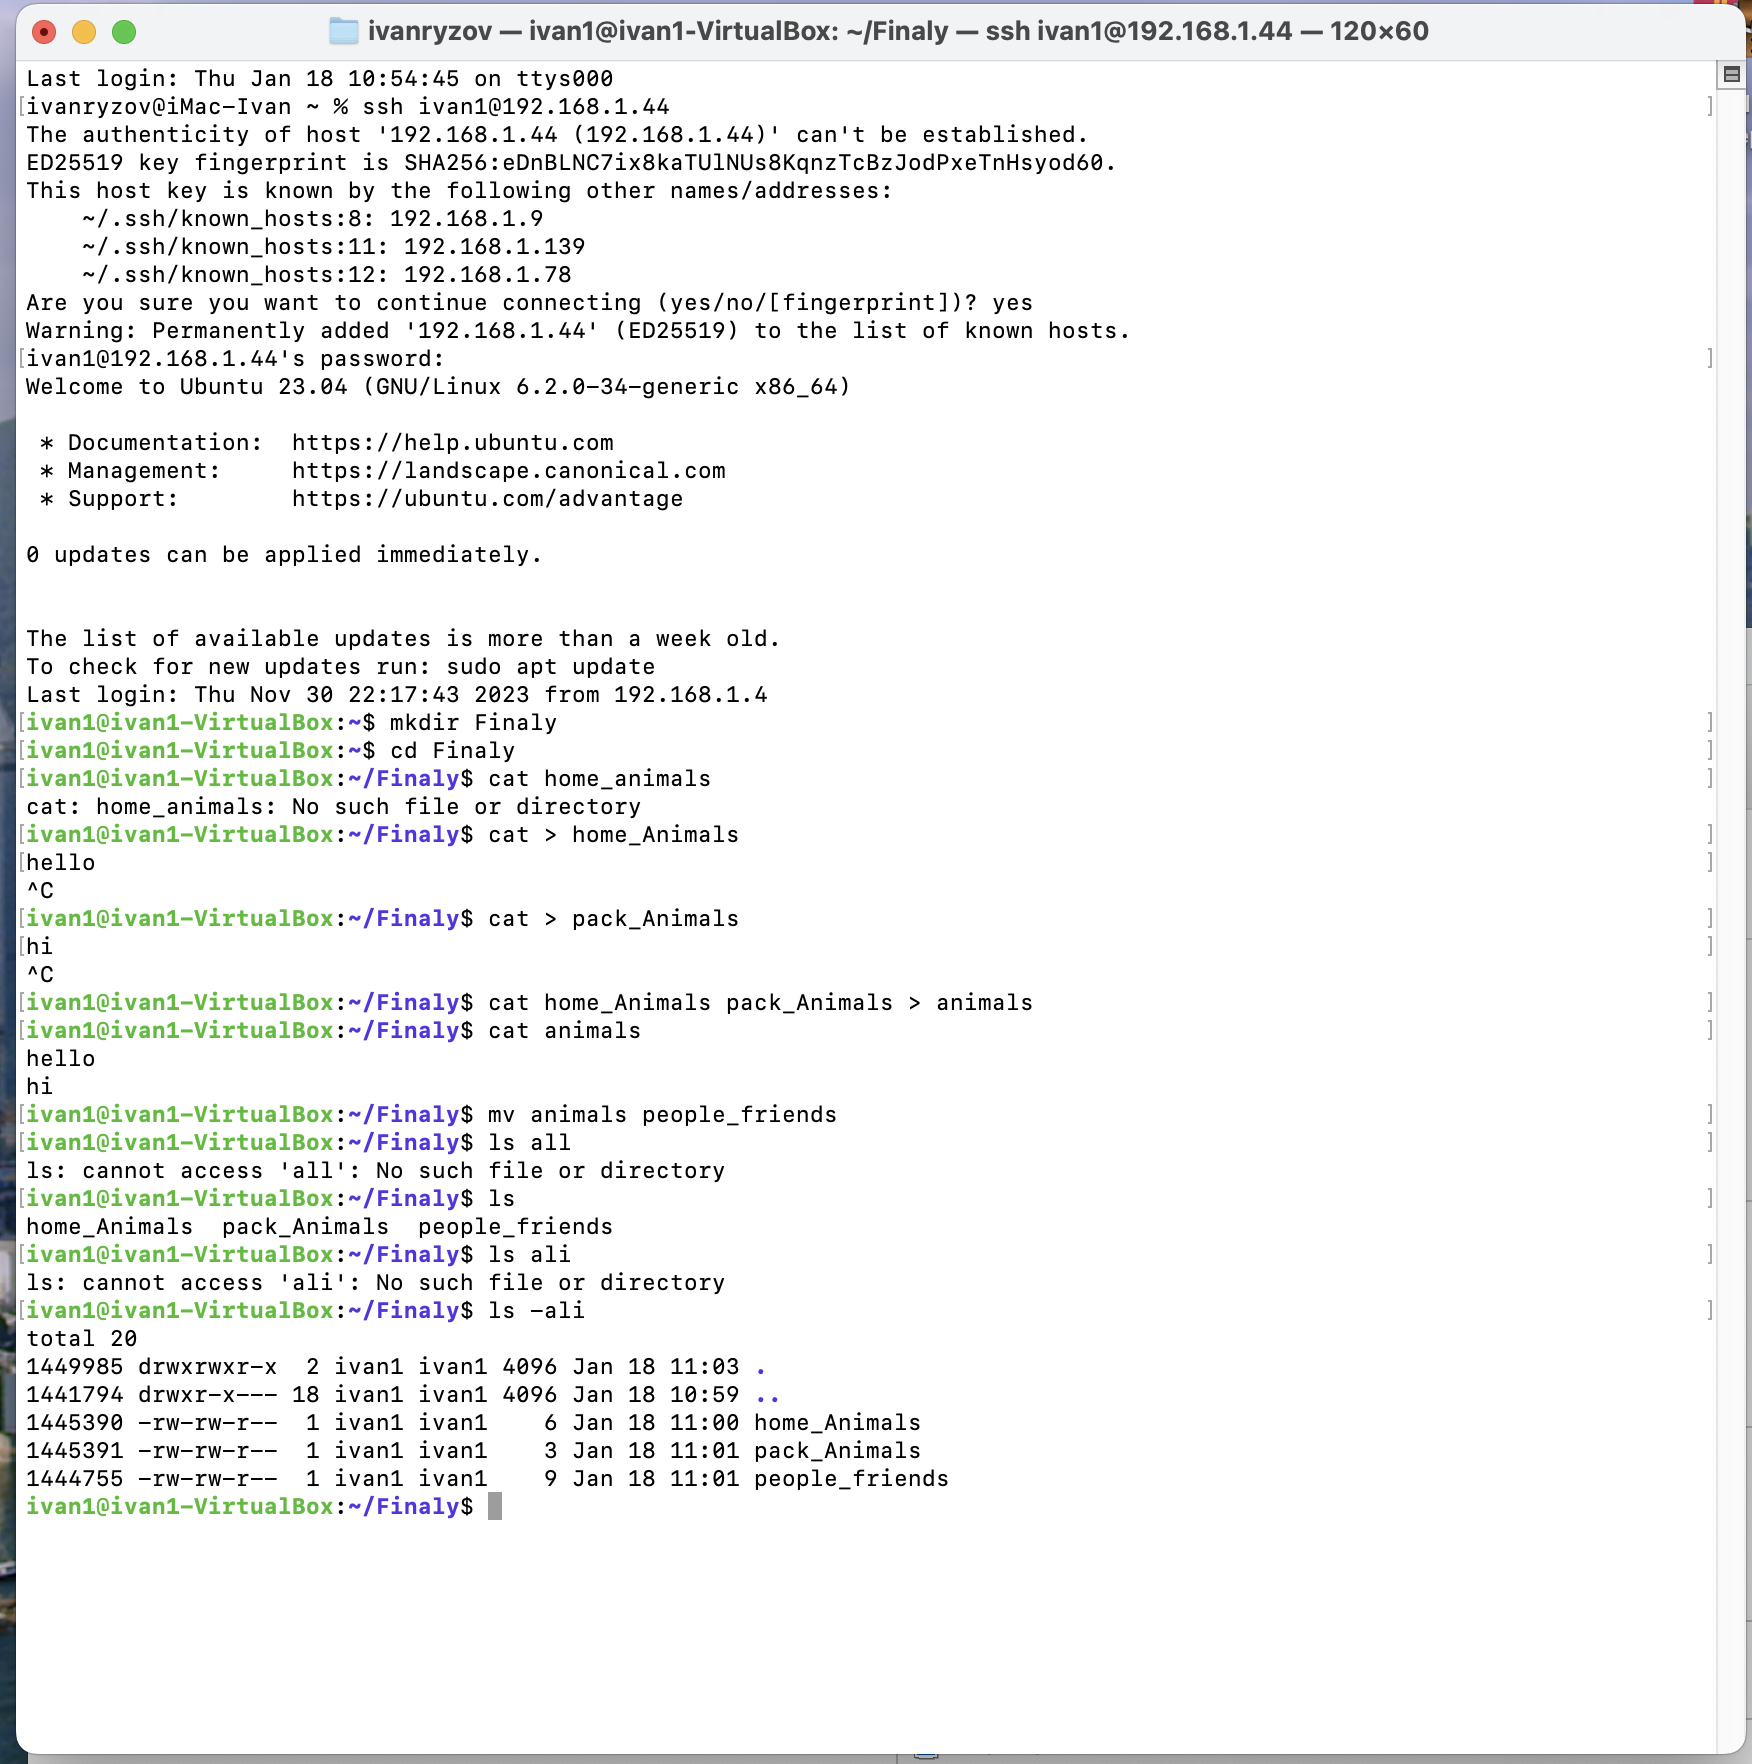 ivanryzov — ivan1@ivan1-VirtualBox: ~/Finaly — ssh ivan1@192.168.1.44 — 120×60
Last login: Thu Jan 18 10:54:45 on ttys000
[ivanryzov@iMac-Ivan ~ % ssh ivan1@192.168.1.44 ]
The authenticity of host '192.168.1.44 (192.168.1.44)' can't be established.
ED25519 key fingerprint is SHA256:eDnBLNC7ix8kaTUlNUs8KqnzTcBzJodPxeTnHsyod60.
This host key is known by the following other names/addresses:
    ~/.ssh/known_hosts:8: 192.168.1.9
    ~/.ssh/known_hosts:11: 192.168.1.139
    ~/.ssh/known_hosts:12: 192.168.1.78
Are you sure you want to continue connecting (yes/no/[fingerprint])? yes
Warning: Permanently added '192.168.1.44' (ED25519) to the list of known hosts.
[ivan1@192.168.1.44's password: ]
Welcome to Ubuntu 23.04 (GNU/Linux 6.2.0-34-generic x86_64)
 * Documentation:  https://help.ubuntu.com
 * Management:     https://landscape.canonical.com
 * Support:        https://ubuntu.com/advantage
0 updates can be applied immediately.
The list of available updates is more than a week old.
To check for new updates run: sudo apt update
Last login: Thu Nov 30 22:17:43 2023 from 192.168.1.4
[ivan1@ivan1-VirtualBox:~$ mkdir Finaly ]
[ivan1@ivan1-VirtualBox:~$ cd Finaly ]
[ivan1@ivan1-VirtualBox:~/Finaly$ cat home_animals ]
cat: home_animals: No such file or directory
[ivan1@ivan1-VirtualBox:~/Finaly$ cat > home_Animals ]
[hello ]
^C
[ivan1@ivan1-VirtualBox:~/Finaly$ cat > pack_Animals ]
[hi ]
^C
[ivan1@ivan1-VirtualBox:~/Finaly$ cat home_Animals pack_Animals > animals ]
[ivan1@ivan1-VirtualBox:~/Finaly$ cat animals ]
hello
hi
[ivan1@ivan1-VirtualBox:~/Finaly$ mv animals people_friends ]
[ivan1@ivan1-VirtualBox:~/Finaly$ ls all ]
ls: cannot access 'all': No such file or directory
[ivan1@ivan1-VirtualBox:~/Finaly$ ls ]
home_Animals  pack_Animals  people_friends
[ivan1@ivan1-VirtualBox:~/Finaly$ ls ali ]
ls: cannot access 'ali': No such file or directory
[ivan1@ivan1-VirtualBox:~/Finaly$ ls -ali ]
total 20
1449985 drwxrwxr-x  2 ivan1 ivan1 4096 Jan 18 11:03 .
1441794 drwxr-x--- 18 ivan1 ivan1 4096 Jan 18 10:59 ..
1445390 -rw-rw-r--  1 ivan1 ivan1    6 Jan 18 11:00 home_Animals
1445391 -rw-rw-r--  1 ivan1 ivan1    3 Jan 18 11:01 pack_Animals
1444755 -rw-rw-r--  1 ivan1 ivan1    9 Jan 18 11:01 people_friends
ivan1@ivan1-VirtualBox:~/Finaly$